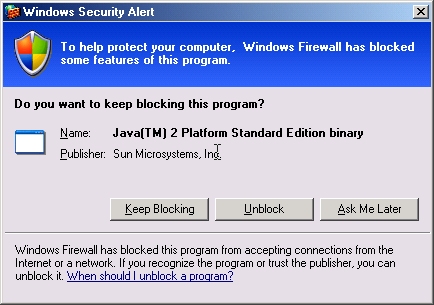 Windows Security Alert
To help protect your computer, Windows Firewall has blocked
some features of this program.
Do you want to keep blocking this program?
Name: Java(TM) 2 Platform Standard Edition binary
Publisher: Sun Microsystems, Inc.
Keep Blocking Unblock Ask Me Later
Windows Firewall has blocked this program from accepting connections from the
Internet or a network. If you recognize the program or trust the publisher, you can
unblock it. When should I unblock a program?